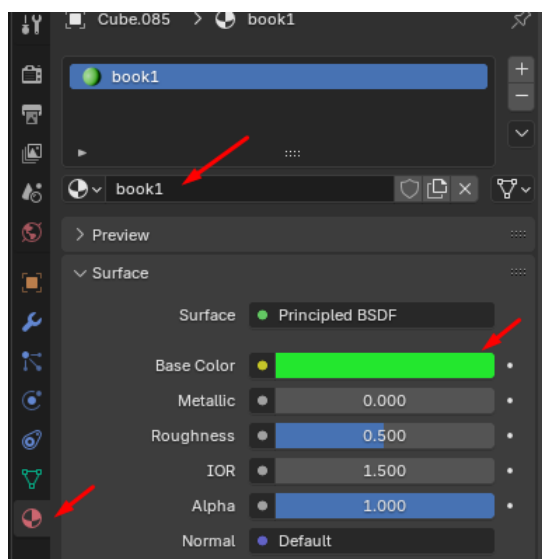 Cube.085 > book1
book1
book1
Preview
Surface
Surface Principled BSDF
Base Color
Metallic 0.000
Roughness 0.500
IOR 1.500
Alpha 1.000
Normal Default